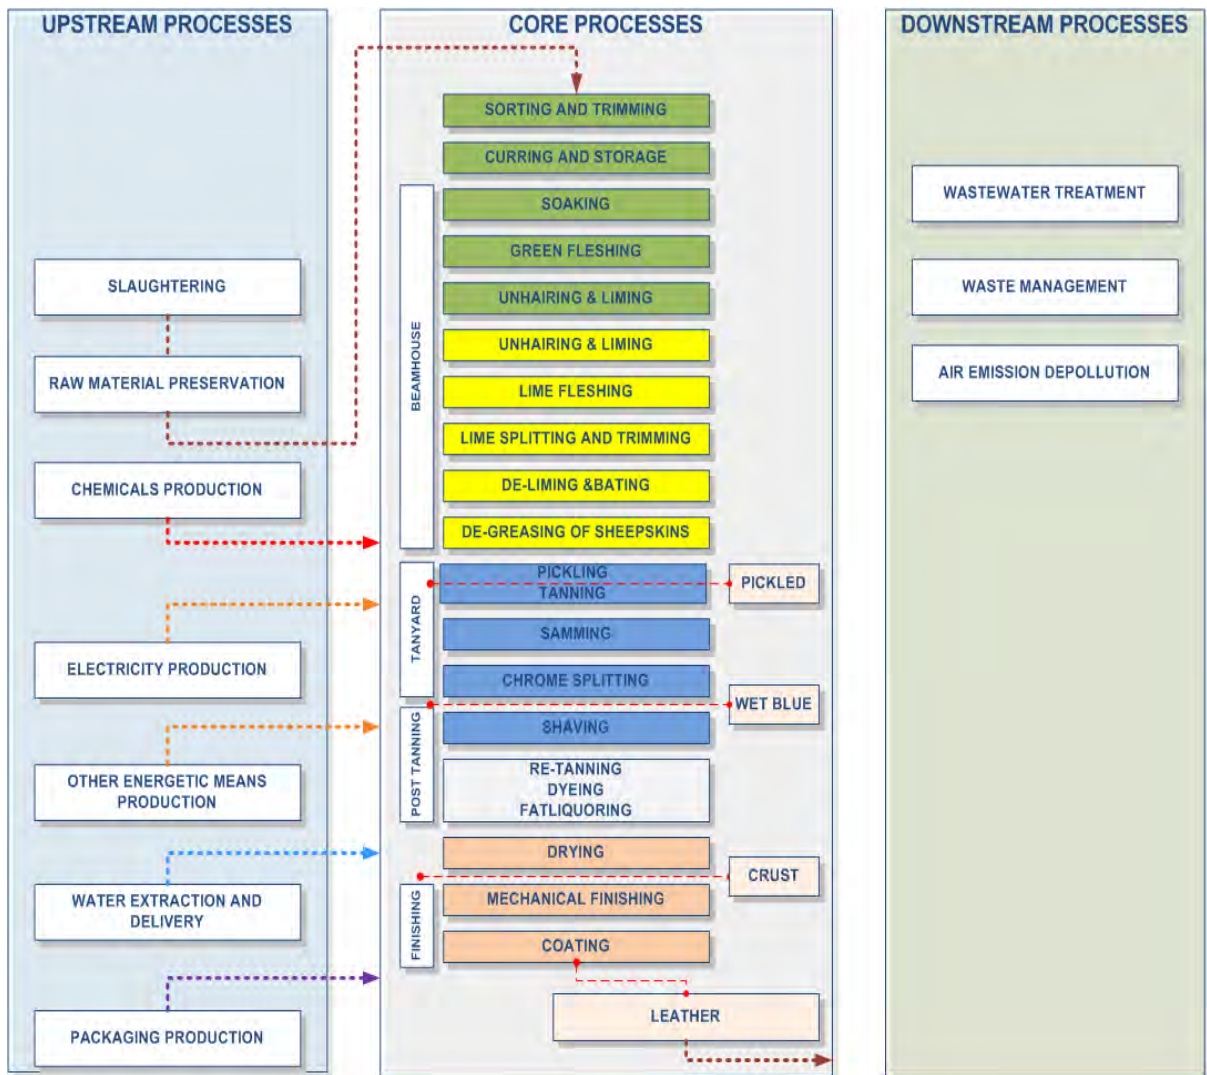 UPSTREAM PROCESSES
SLAUGHTERING
RAW MATERIAL PRESERVATION
CHEMICALS PRODUCTION
ELECTRICITY PRODUCTION
OTHER ENERGETIC MEANS
PRODUCTION
WATER EXTRACTION AND
DELIVERY
PACKAGING PRODUCTION
CORE PROCESSES
SORTING AND TRIMMING
CURRING AND STORAGE
BEAMHOUSE
SOAKING
GREEN FLESHING
UNHAIRING & LIMING
UNHAIRING & LIMING
LIME FLESHING
LIME SPLITTING AND TRIMMING
DE-LIMING &BATING
DE-GREASING OF SHEEPSKINS
TANYARD
PICKLING
TANNING
PICKLED
SAMMING
CHROME SPLITTING
WET BLUE
POST TANNING
SHAVING
RE-TANNING
DYEING
FATLIQUORING
DRYING
CRUST
FINISHING
MECHANICAL FINISHING
COATING
LEATHER
DOWNSTREAM PROCESSES
WASTEWATER TREATMENT
WASTE MANAGEMENT
AIR EMISSION DEPOLLUTION